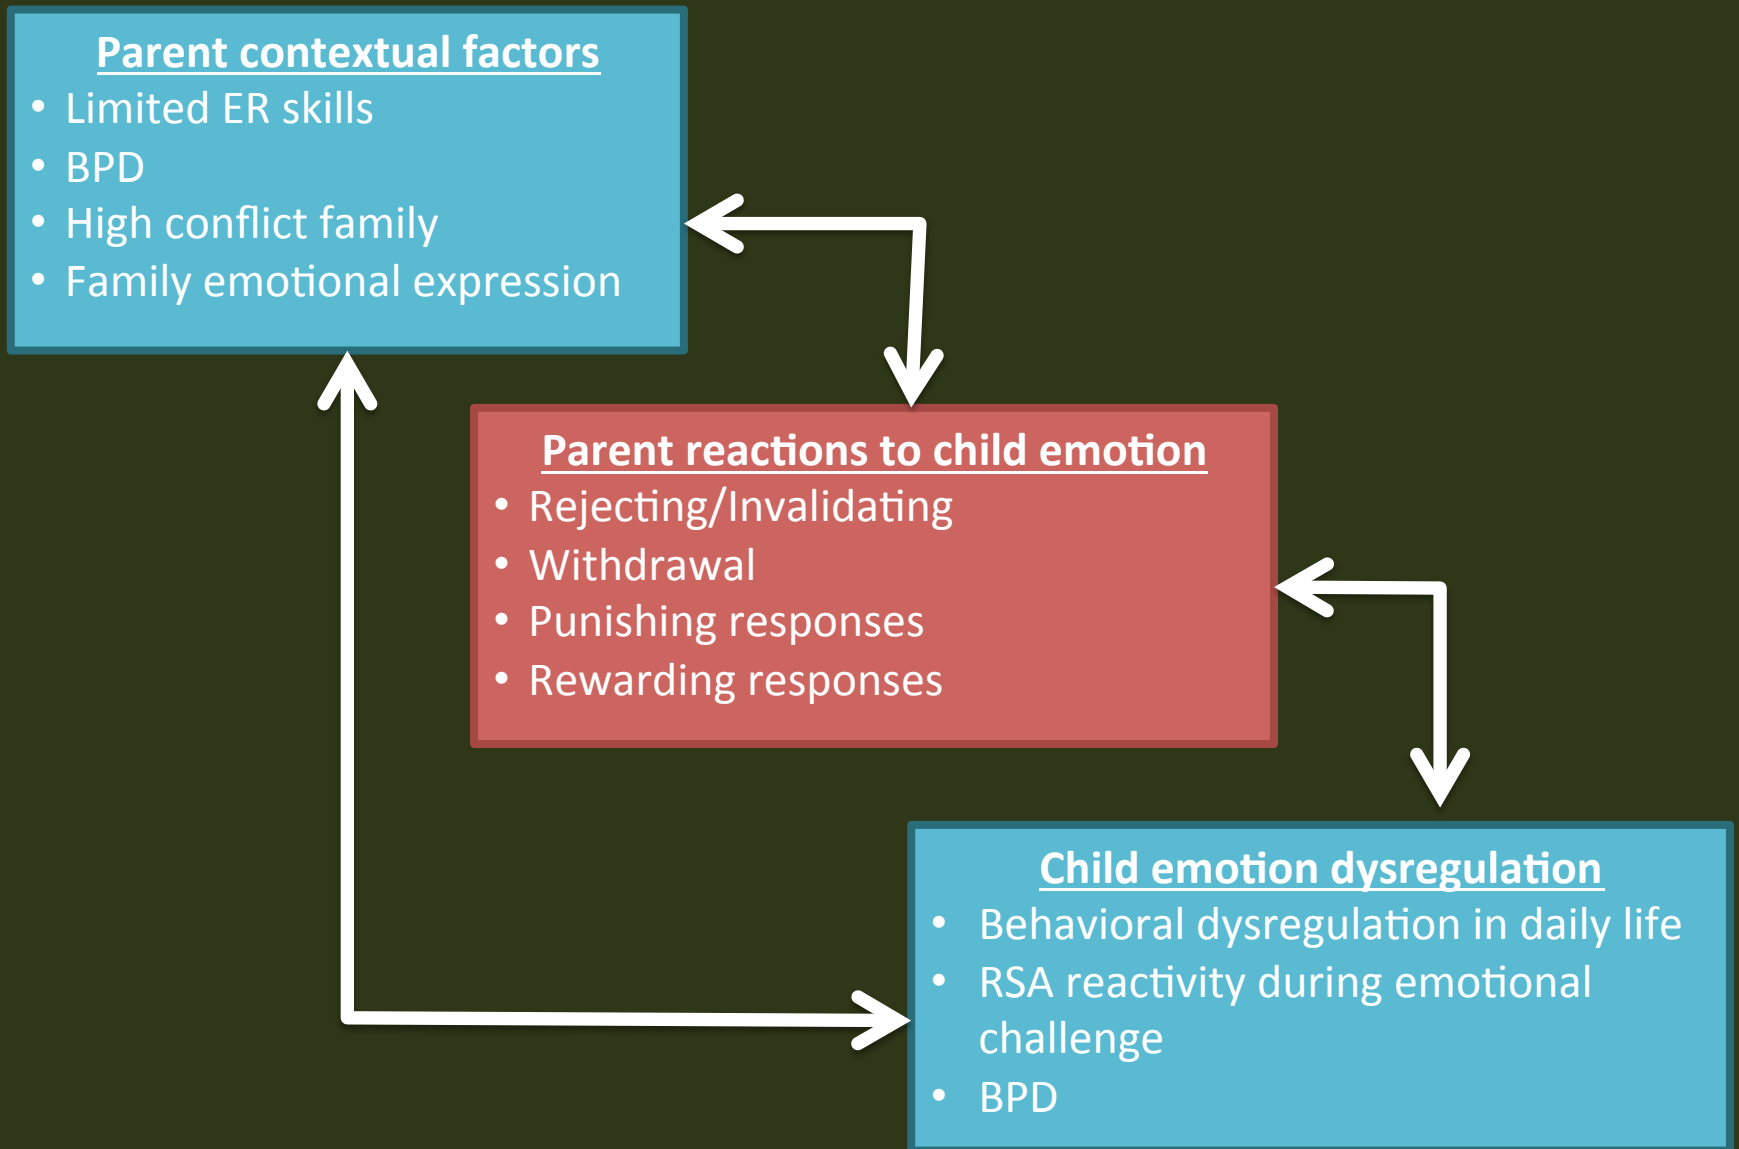 Parent contextual factors
• Limited ER skills
• BPD
• High conflict family
• Family emotional expression
Parent reactions to child emotion
• Rejecting/Invalidating
• Withdrawal
• Punishing responses
• Rewarding responses
Child emotion dysregulation
• Behavioral dysregulation in daily life
• RSA reactivity during emotional
challenge
• BPD